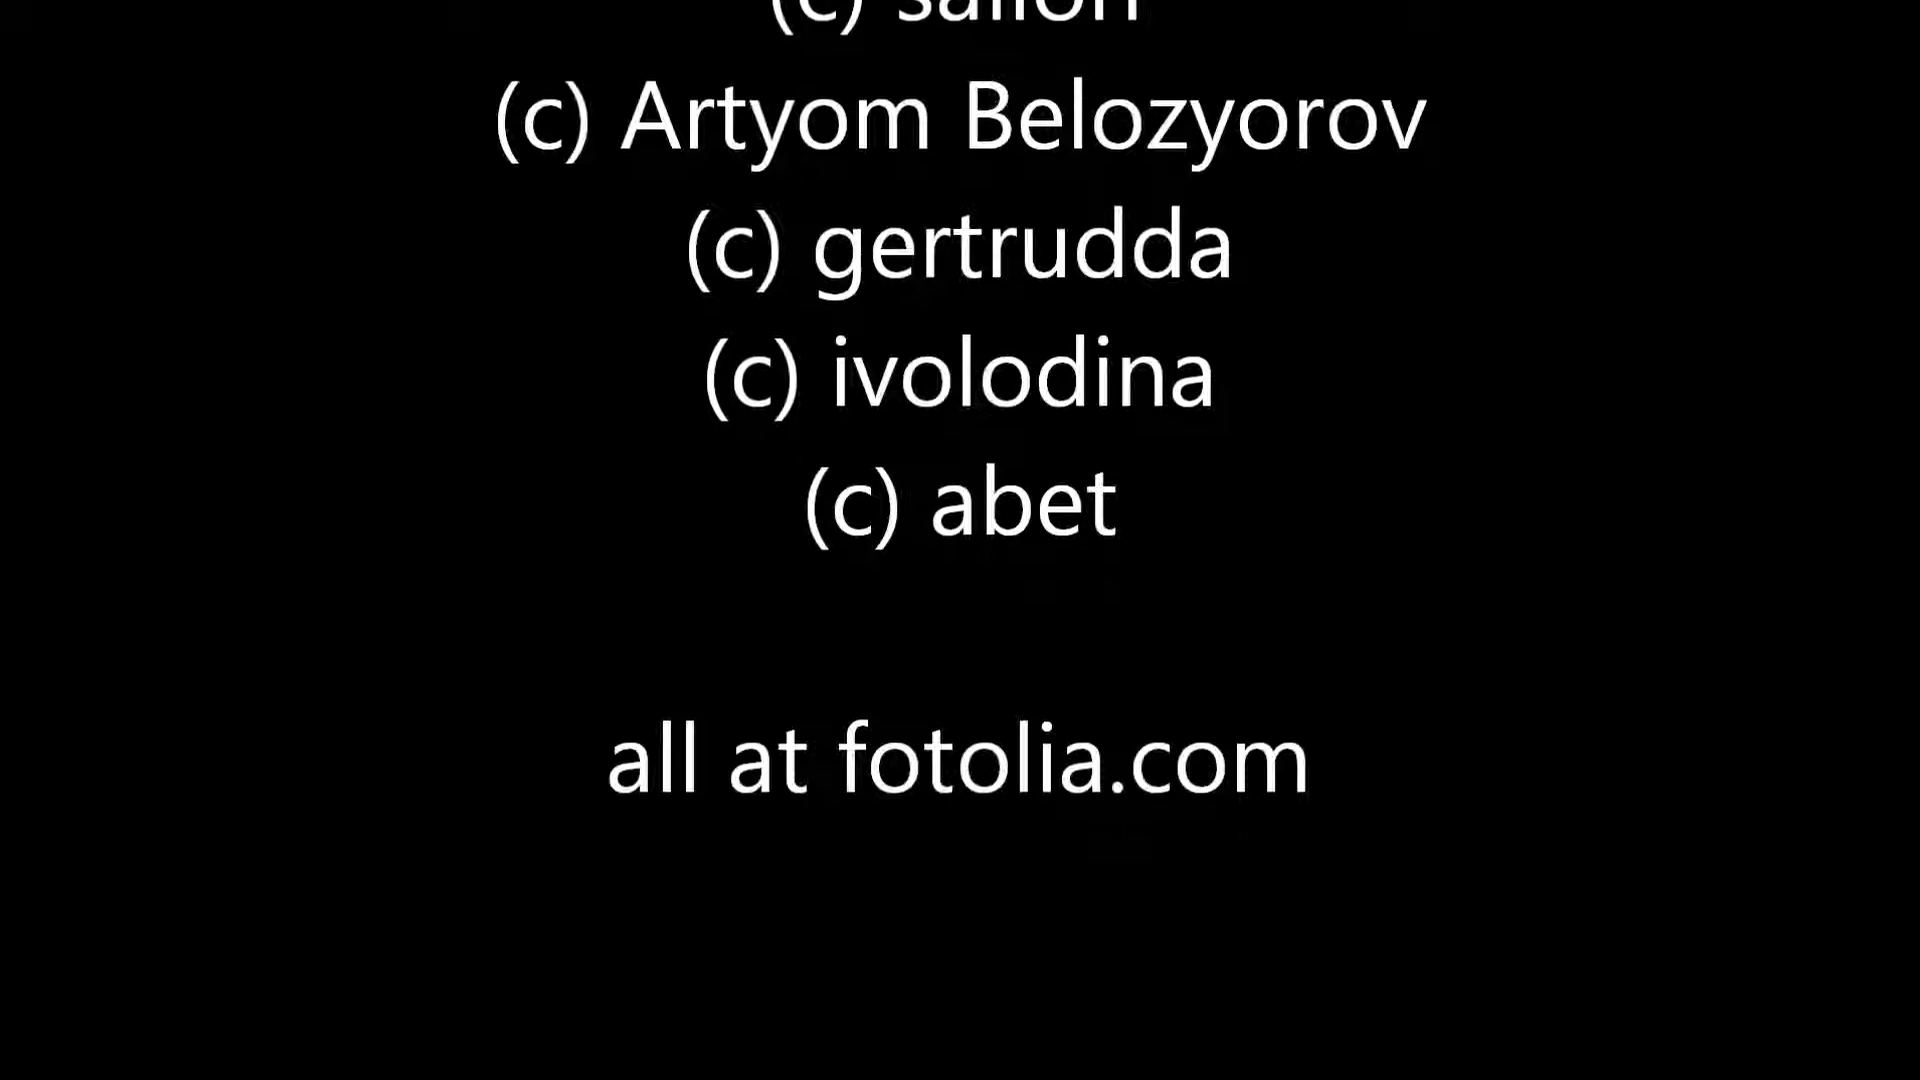 (c)
(c) Artyom Belozyorov
(c) gertrudda
(c) ivolodina
(c) abet
all at fotolia.com